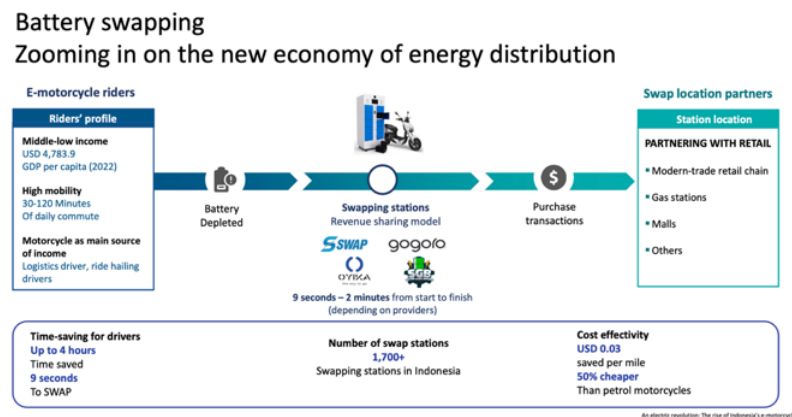 Battery swapping
Zooming in on the new economy of energy distribution
E-motorcycle riders
Riders' profile
Middle-low income
USD 4,783.9
GDP per capita (2022)
High mobility
30-120 Minutes
Of daily commute
Motorcycle as main source
of income
Logistics driver, ride hailing
drivers
Battery
Depleted
Swapping stations
Revenue sharing model
SWAP
gogoro
OYIKA
SGB
9 seconds – 2 minutes from start to finish
(depending on providers)
$
Purchase
transactions
Swap location partners
Station location
PARTNERING WITH RETAIL
▪ Modern-trade retail chain
▪ Gas stations
▪ Malls
▪ Others
Time-saving for drivers
Up to 4 hours
Time saved
9 seconds
To SWAP
Number of swap stations
1,700+
Swapping stations in Indonesia
Cost effectivity
USD 0.03
saved per mile
50% cheaper
Than petrol motorcycles
An electric revolution: The rise of Indonesia's e-motorcycl